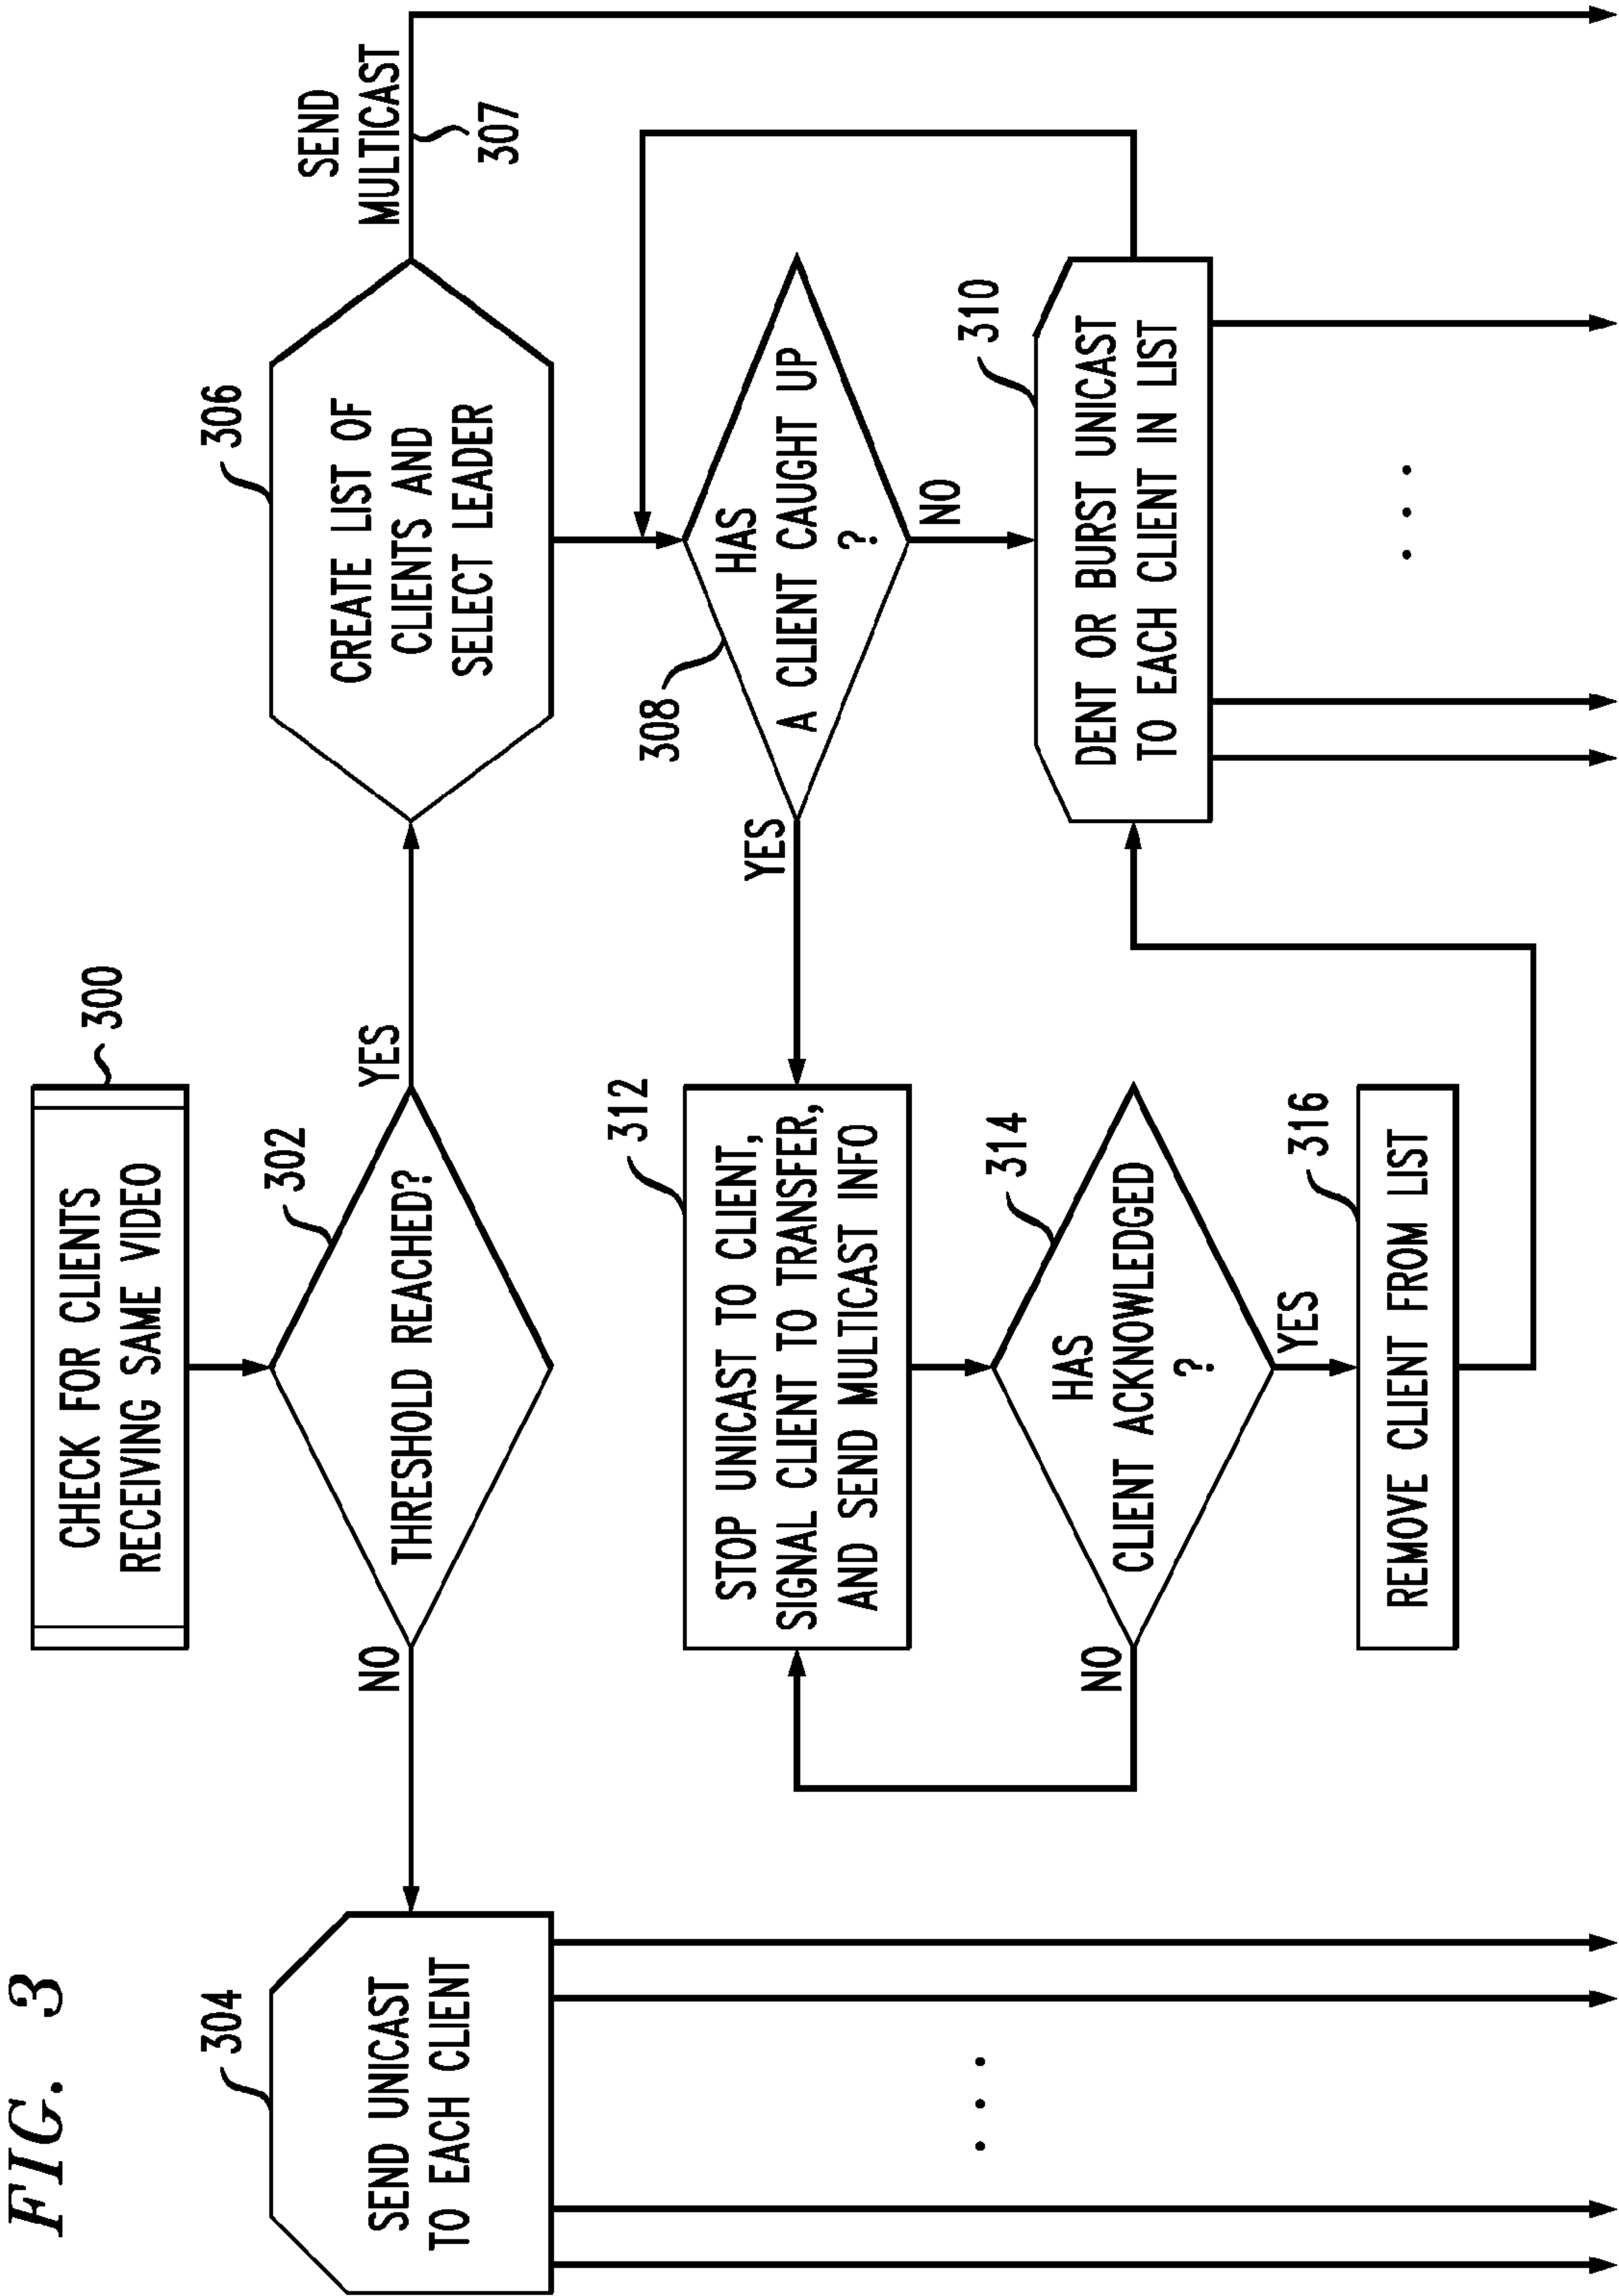 FIG. 3
300
CHECK FOR CLIENTS
RECEIVING SAME VIDEO
302
THRESHOLD REACHED?
NO
YES
304
SEND UNICAST
TO EACH CLIENT
306
CREATE LIST OF
CLIENTS AND
SELECT LEADER
SEND
MULTICAST
307
308
HAS
A CLIENT CAUGHT UP
?
YES
NO
310
DENT OR BURST UNICAST
TO EACH CLIENT IN LIST
312
STOP UNICAST TO CLIENT,
SIGNAL CLIENT TO TRANSFER,
AND SEND MULTICAST INFO
314
HAS
CLIENT ACKNOWLEDGED
?
NO
YES
316
REMOVE CLIENT FROM LIST